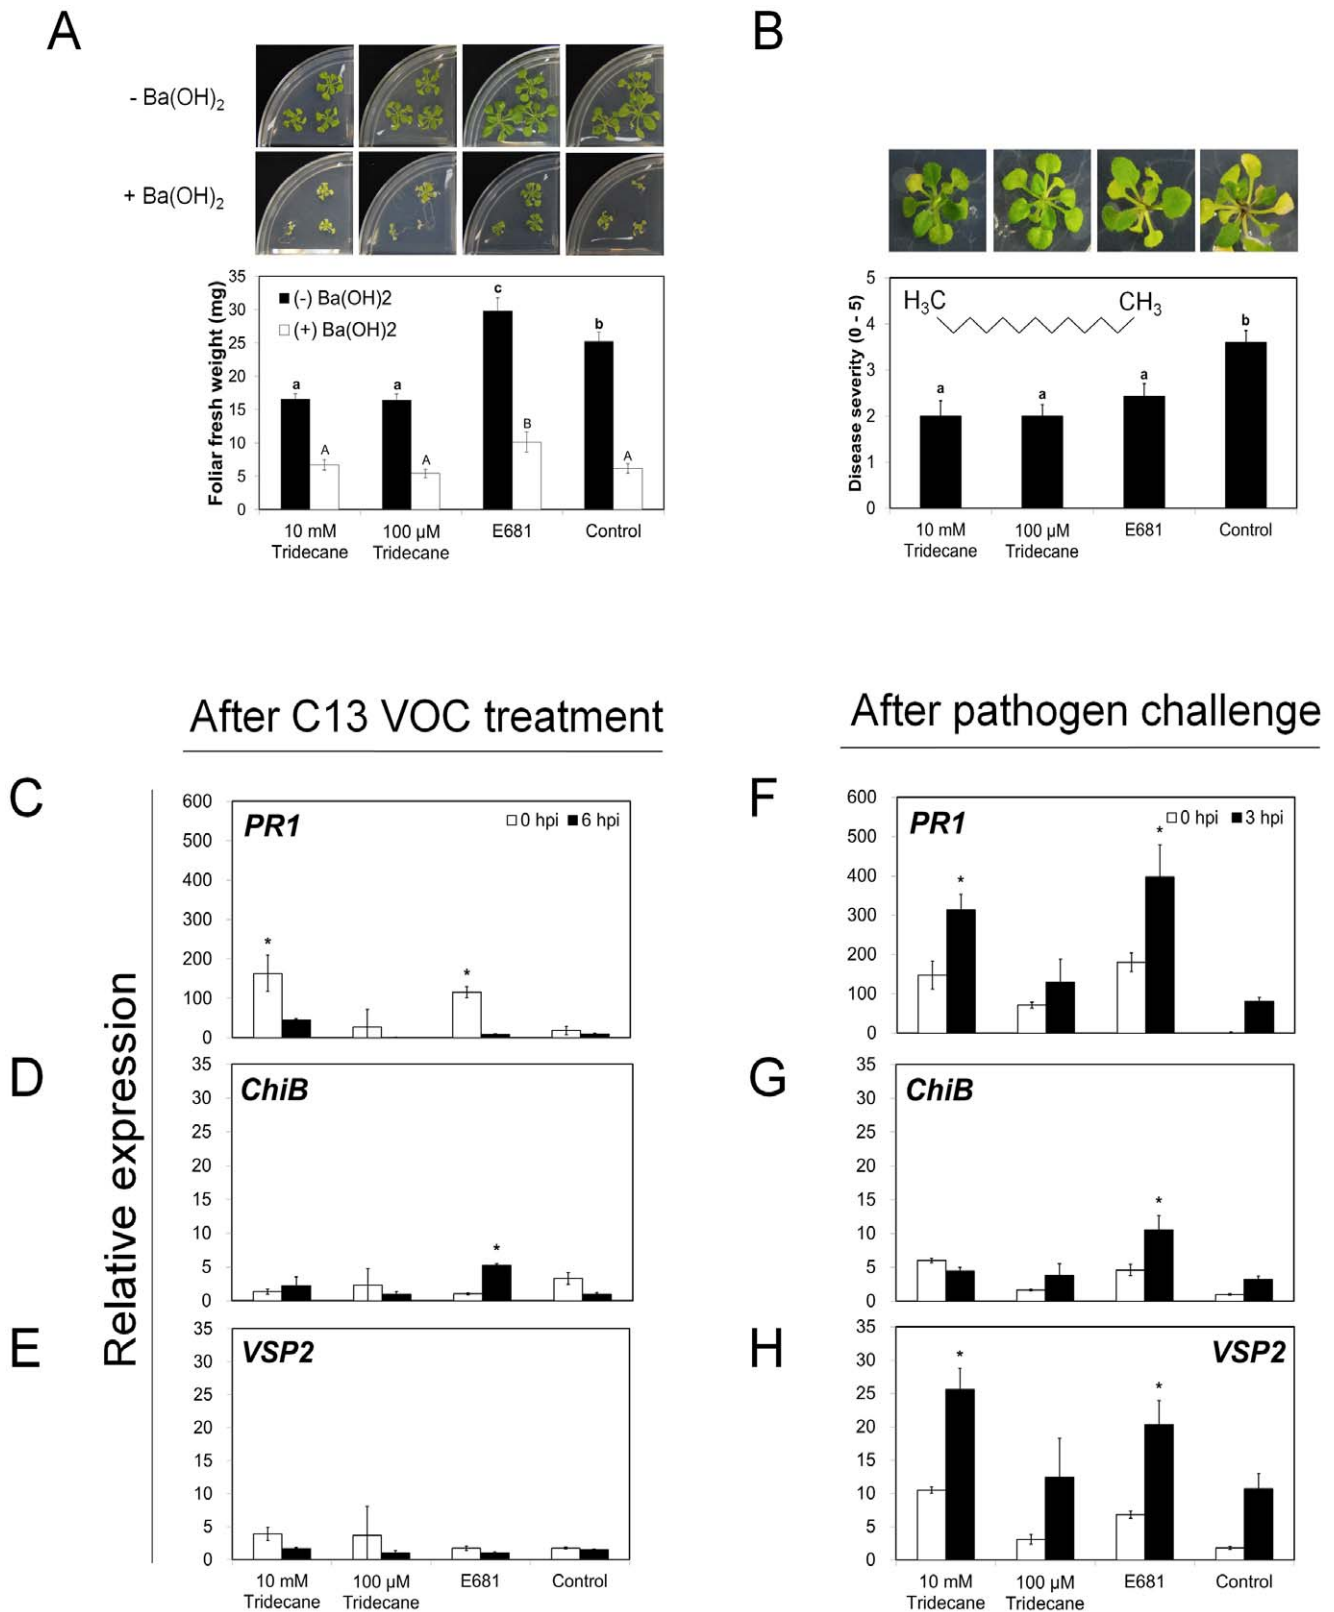 A
- Ba(OH)2
+ Ba(OH)2
35
30
25
20
15
10
5
0
Foliar fresh weight (mg)
(-) Ba(OH)2
(+) Ba(OH)2
a
A
a
A
c
B
b
A
10 mM
Tridecane
100 µM
Tridecane
E681
Control
B
5
4
3
2
1
0
Disease severity (0 - 5)
H3C
CH3
a
a
a
b
10 mM
Tridecane
100 µM
Tridecane
E681
Control
After C13 VOC treatment
After pathogen challenge
Relative expression
C
600
500
400
300
200
100
0
PR1
0 hpi
6 hpi
*
*
D
35
30
25
20
15
10
5
0
ChiB
*
E
35
30
25
20
15
10
5
0
VSP2
10 mM
Tridecane
100 µM
Tridecane
E681
Control
F
600
500
400
300
200
100
0
PR1
0 hpi
3 hpi
*
*
G
35
30
25
20
15
10
5
0
ChiB
*
H
35
30
25
20
15
10
5
0
VSP2
*
*
10 mM
Tridecane
100 µM
Tridecane
E681
Control